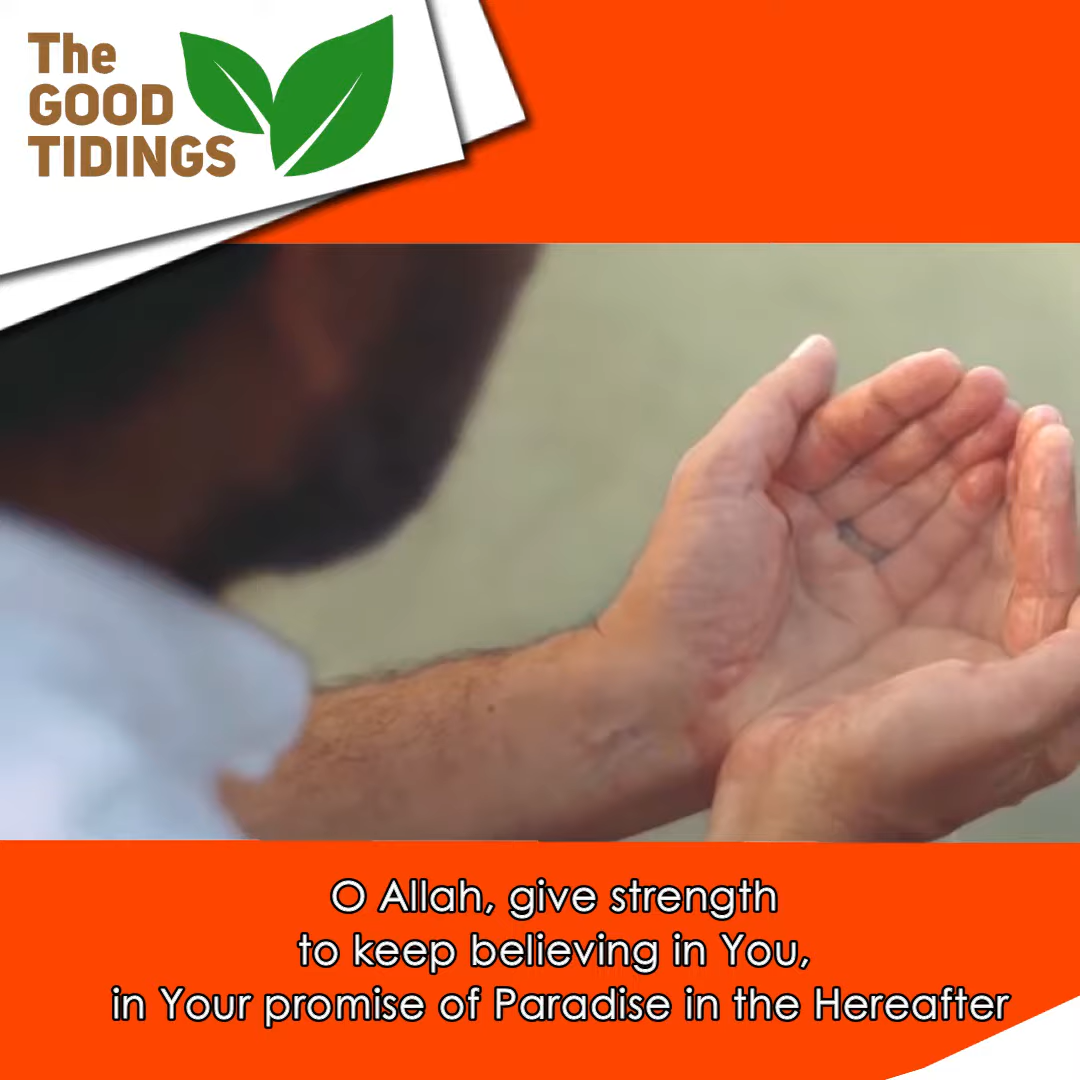 The
GOOD
TIDINGS
O Allah, give strength
to keep believing in You,
in Your promise of Paradise in the Hereafter